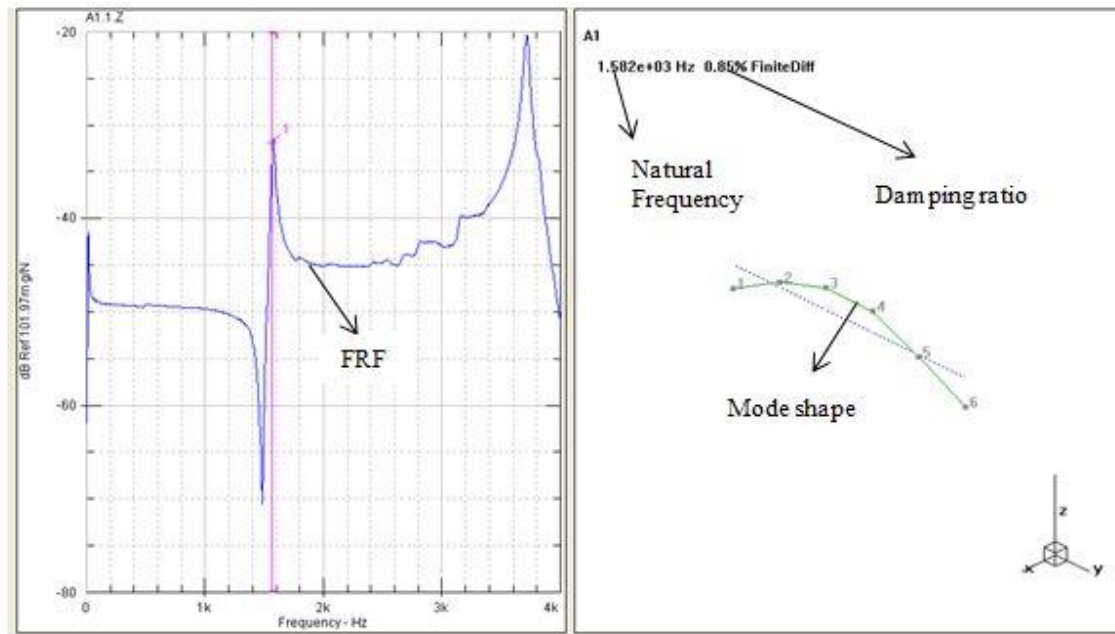 A1.1.Z
-20
-40
-60
-80
0
1k
2k
3k
4k
Frequency - Hz
dB Ref 101.97mg/N
1
FRF
A1
1.582e+03 Hz 0.85% FiniteDiff
Natural
Frequency
Damping ratio
1
2
3
4
5
6
Mode shape
z
x
y